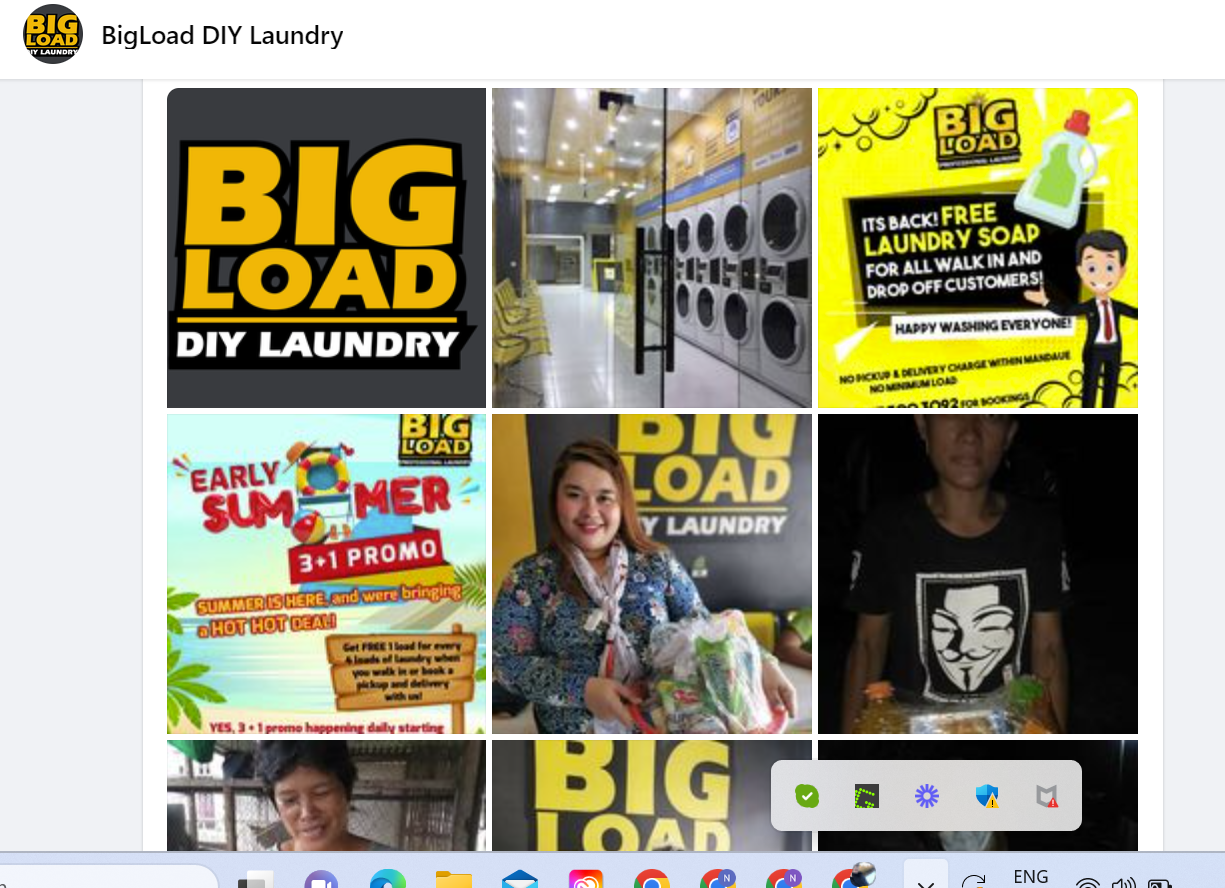 BIG
LOAD
DIY LAUNDRY
BigLoad DIY Laundry
BIG
LOAD
DIY LAUNDRY
BIG
LOAD
PROFESSIONAL LAUNDRY
ITS BACK! FREE
LAUNDRY SOAP
FOR ALL WALK IN AND
DROP OFF CUSTOMERS!
HAPPY WASHING EVERYONE!
NO PICKUP & DELIVERY CHARGE WITHIN MANDAUE
NO MINIMUM LOAD
3092 FOR BOOKINGS
BIG
LOAD
PROFESSIONAL LAUNDRY
EARLY
SUMMER
3+1 PROMO
SUMMER IS HERE, and were bringing
a HOT HOT DEAL!
Get FREE 1 load for every
loads of laundry when
you walk in or book a
pickup and delivery
with us!
YES, 3 + 1 promo happening daily starting
BIG
LOAD
Y LAUNDRY
BIG
LOAD
N
N
ENG